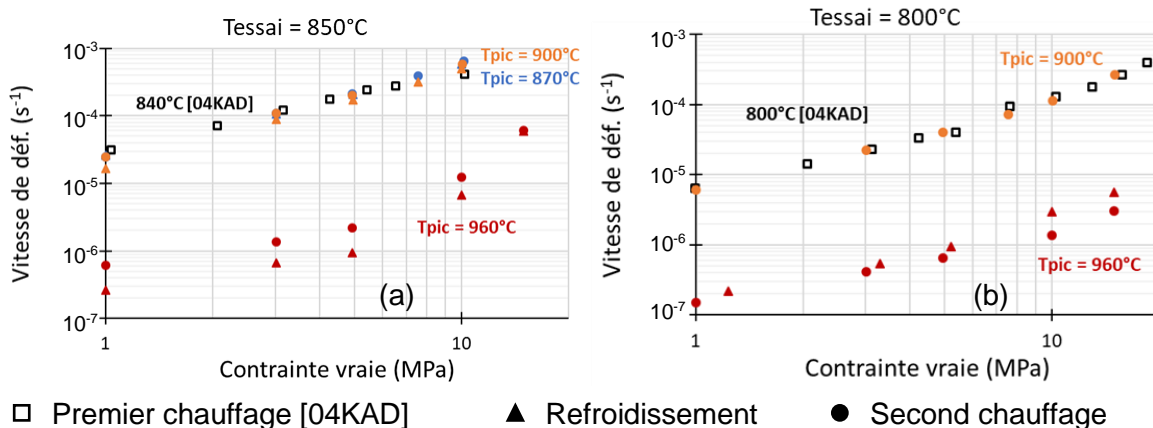 Tessai = 850°C
Vitesse de déf. (s⁻¹)
10⁻³
10⁻⁴
10⁻⁵
10⁻⁶
10⁻⁷
Tpic = 900°C
Tpic = 870°C
840°C [04KAD]
Tpic = 960°C
(a)
1
10
Contrainte vraie (MPa)
Tessai = 800°C
Vitesse de déf. (s⁻¹)
10⁻³
10⁻⁴
10⁻⁵
10⁻⁶
10⁻⁷
Tpic = 900°C
800°C [04KAD]
Tpic = 960°C
(b)
1
10
Contrainte vraie (MPa)
Premier chauffage [04KAD]
Refroidissement
Second chauffage